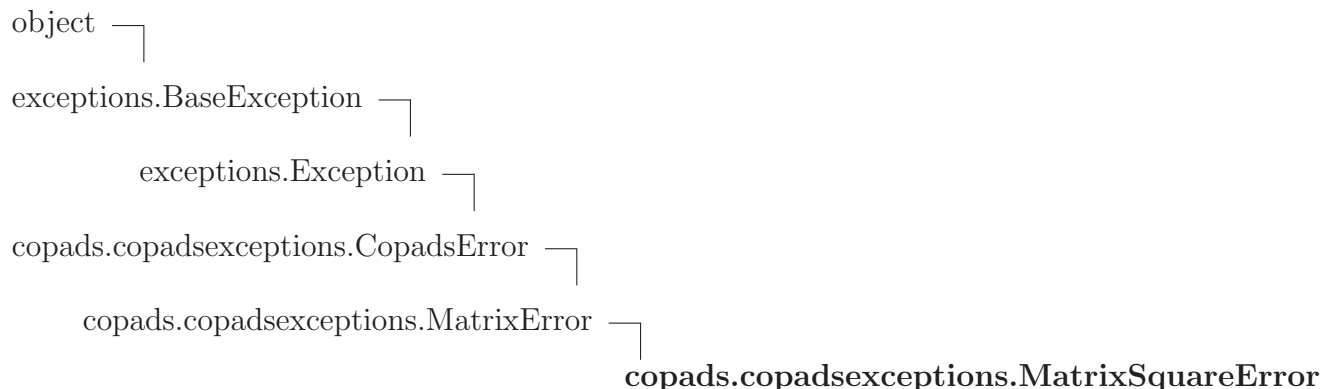 object
exceptions.BaseException
exceptions.Exception
copads.copadsexceptions.CopadsError
copads.copadsexceptions.MatrixError
copads.copadsexceptions.MatrixSquareError